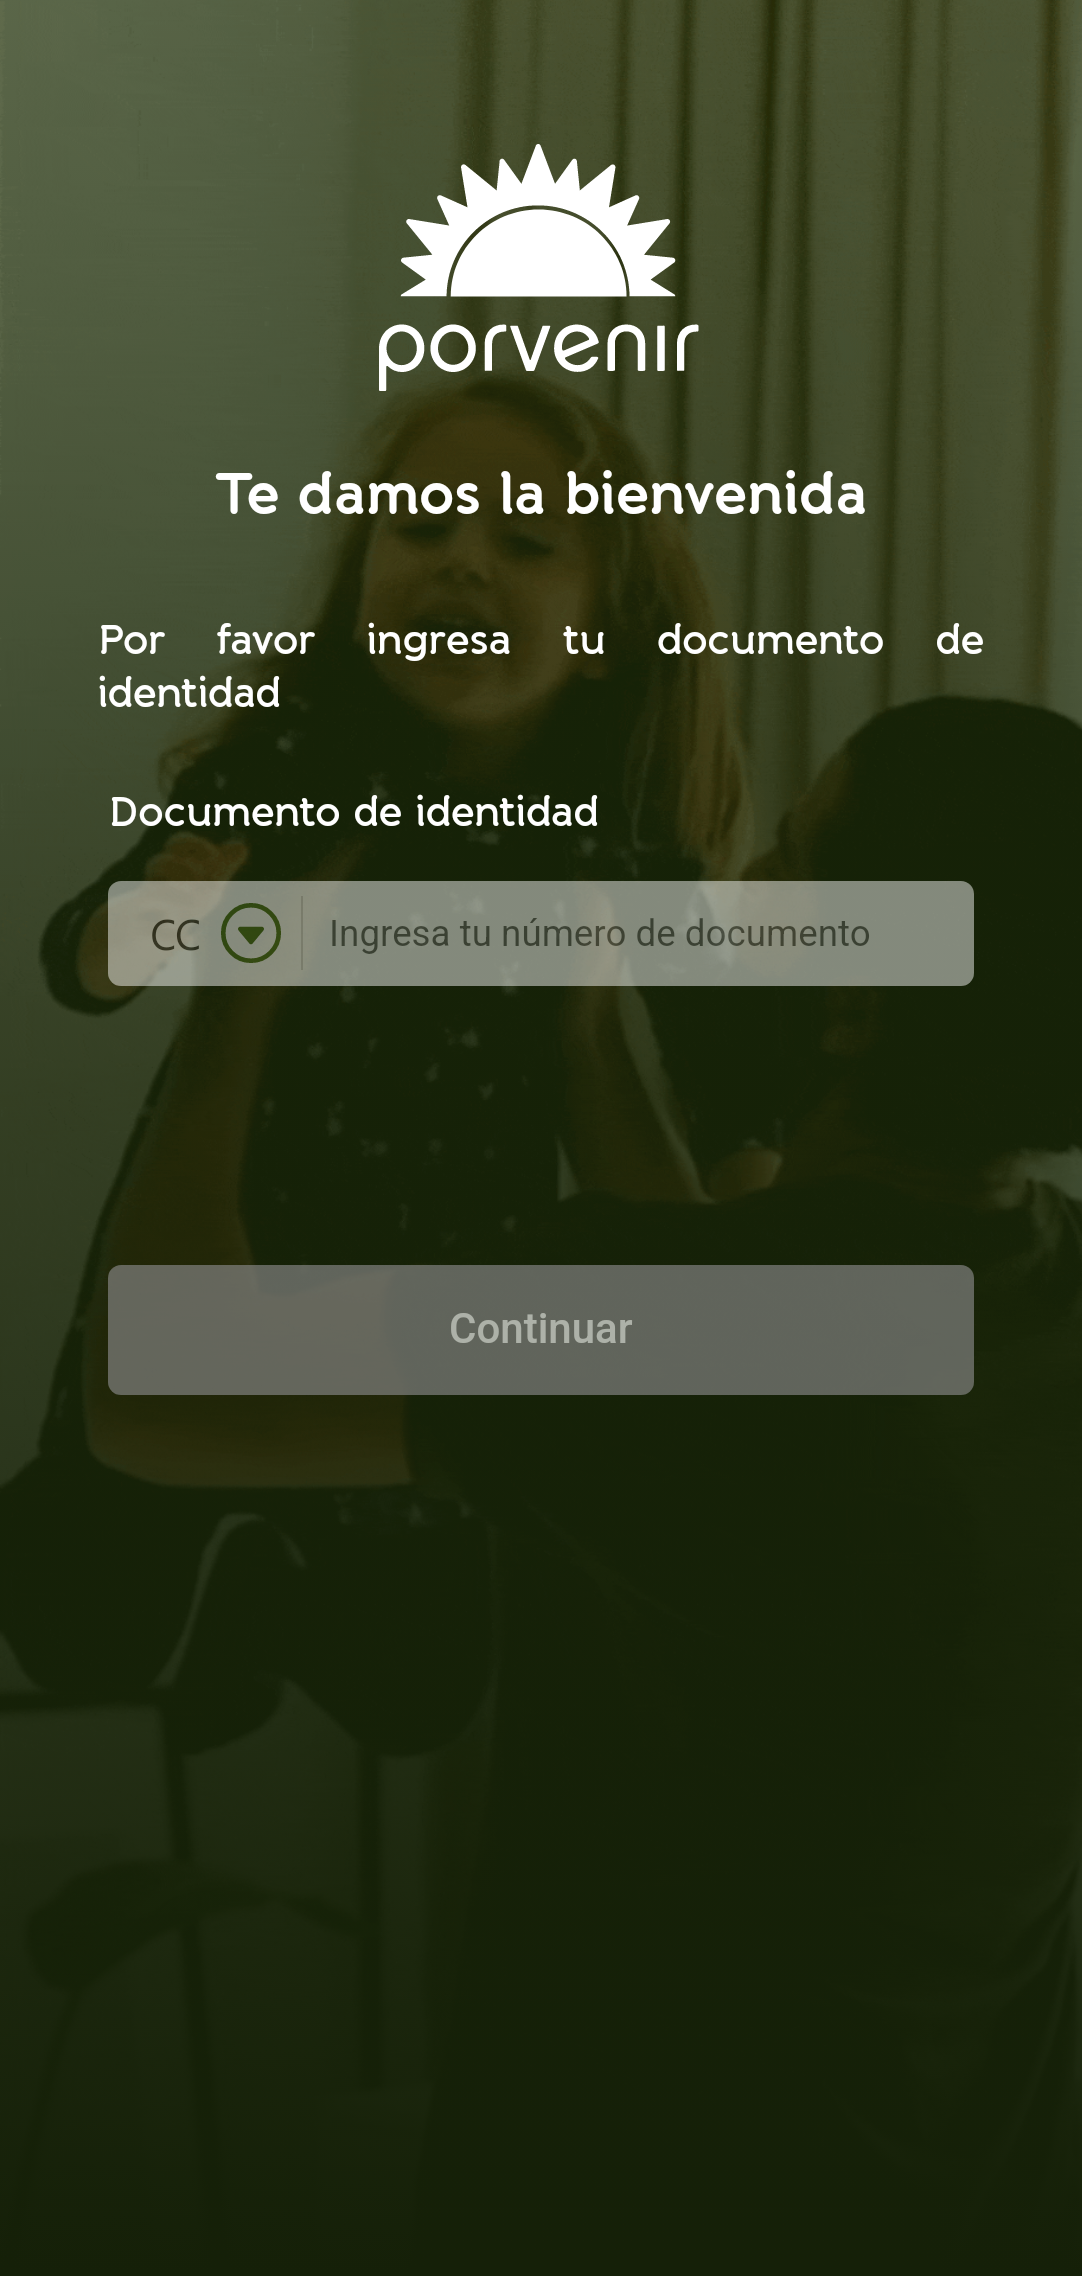 porvenir
Te damos la bienvenida
Por favor ingresa tu documento de
identidad
Documento de identidad
CC Ingresa tu número de documento
Continuar